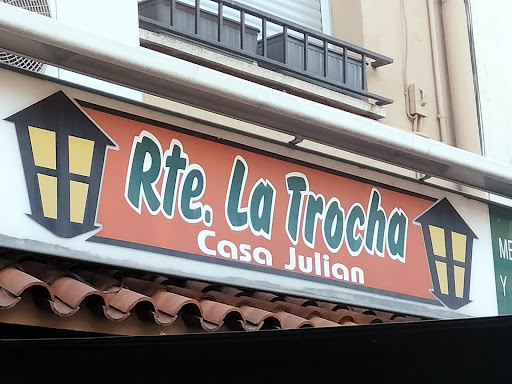 Rte. La Trocha
Casa Julian
Y